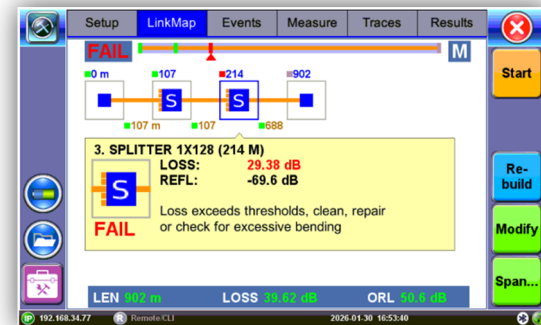 Setup LinkMap Events Measure Traces Results
FAIL M
Start
0 m 107 214 902
S S
107 m 107 688
3. SPLITTER 1X128 (214 M)
LOSS: 29.38 dB
REFL: -69.6 dB
S
Loss exceeds thresholds, clean, repair
or check for excessive bending
FAIL
Re-
build
Modify
Span...
LEN 902 m LOSS 39.62 dB ORL 50.6 dB
IP 192.168.34.77 R Remote/CLI 2026-01-30 16:53:40